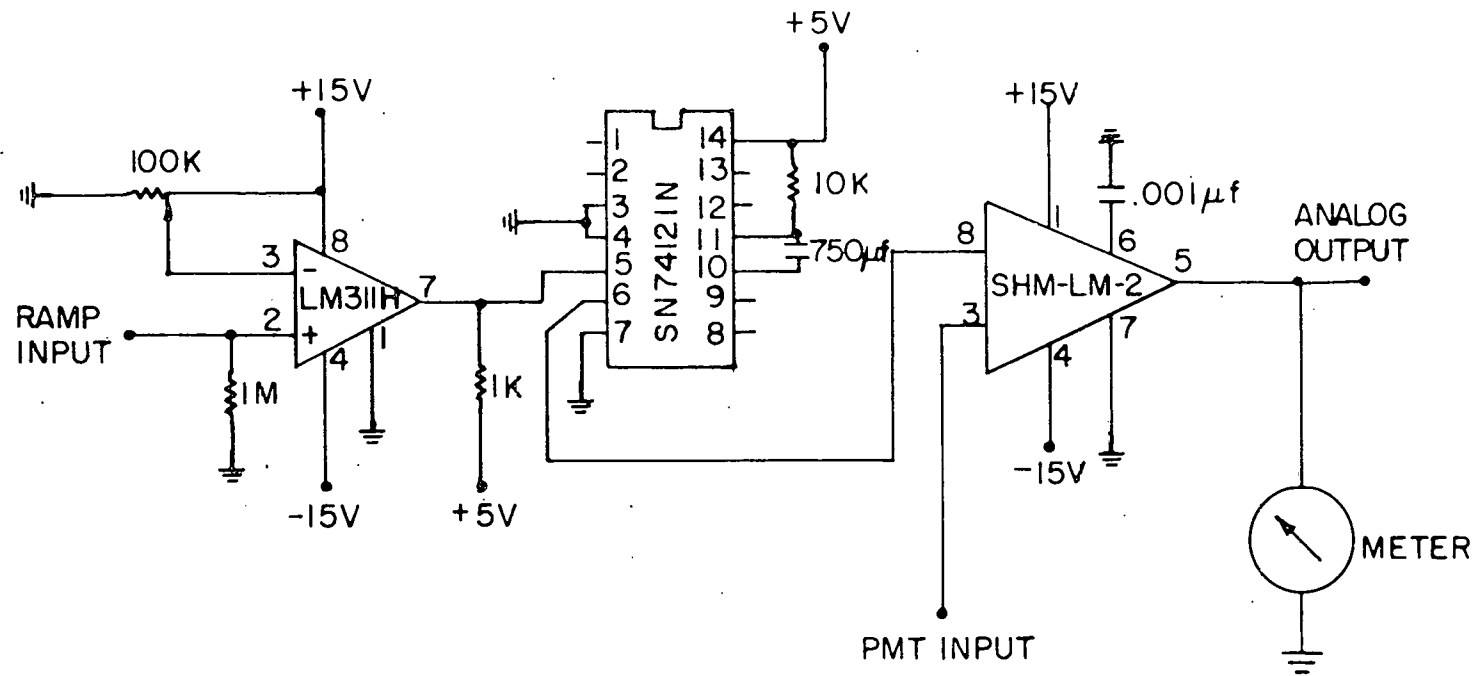 +5V
+15V
+15V
100K
1
2
3
4
5
6
7
SN74121N
14
13
12
11
10
9
8
10K
750µf
.001µf
ANALOG
OUTPUT
3
-
8
LM311H
7
2
+
1
4
RAMP
INPUT
1M
1K
-15V
+5V
8
1
6
SHM-LM-2
5
3
4
7
-15V
METER
PMT INPUT